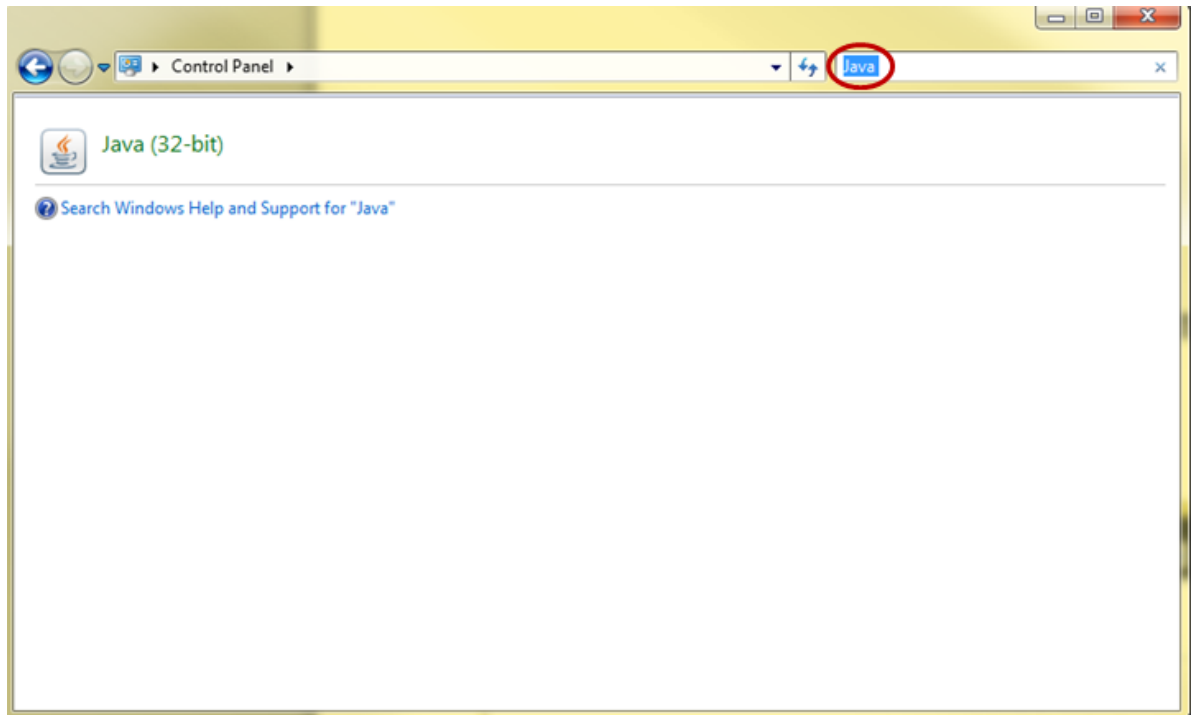 Control Panel
Java
Java (32-bit)
Search Windows Help and Support for "Java"